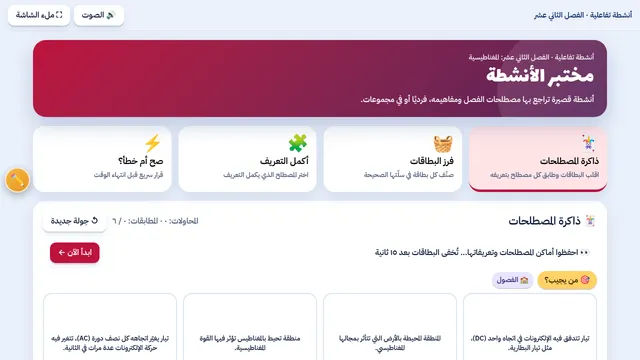 أنشطة تفاعلية - الفصل الثاني عشر
🔊 الصوت
⛶ ملء الشاشة
أنشطة تفاعلية - الفصل الثاني عشر: المغناطيسية
مختبر الأنشطة
أنشطة قصيرة تراجع بها مصطلحات الفصل ومفاهيمه، فرديًا أو في مجموعات.
ذاكرة المصطلحات
اقلب البطاقات وطابق كل مصطلح بتعريفه.
فرز البطاقات
صنّف كل بطاقة في سلّتها الصحيحة
أكمل التعريف
اختر المصطلح الذي يكمل التعريف.
صح أم خطأ؟
قرار سريع قبل انتهاء الوقت
ذاكرة المصطلحات
المحاولات: ٠ · المطابقات: ٠ / ٦
↺ جولة جديدة
👀 احفظوا أماكن المصطلحات وتعريفاتها... تُخفى البطاقات بعد ١٥ ثانية
ابدأ الآن ←
🎯 من يجيب؟
🏫 الفصول
تيار تتدفق فيه الإلكترونات في اتجاه واحد (DC)، مثل تيار البطارية.
المنطقة المحيطة بالأرض التي تتأثر بمجالها المغناطيسي.
منطقة تحيط بالمغناطيس تؤثر فيها القوة المغناطيسية.
تيار يغيّر اتجاهه كل نصف دورة (AC)، تتغير فيه حركة الإلكترونات عدة مرات في الثانية.